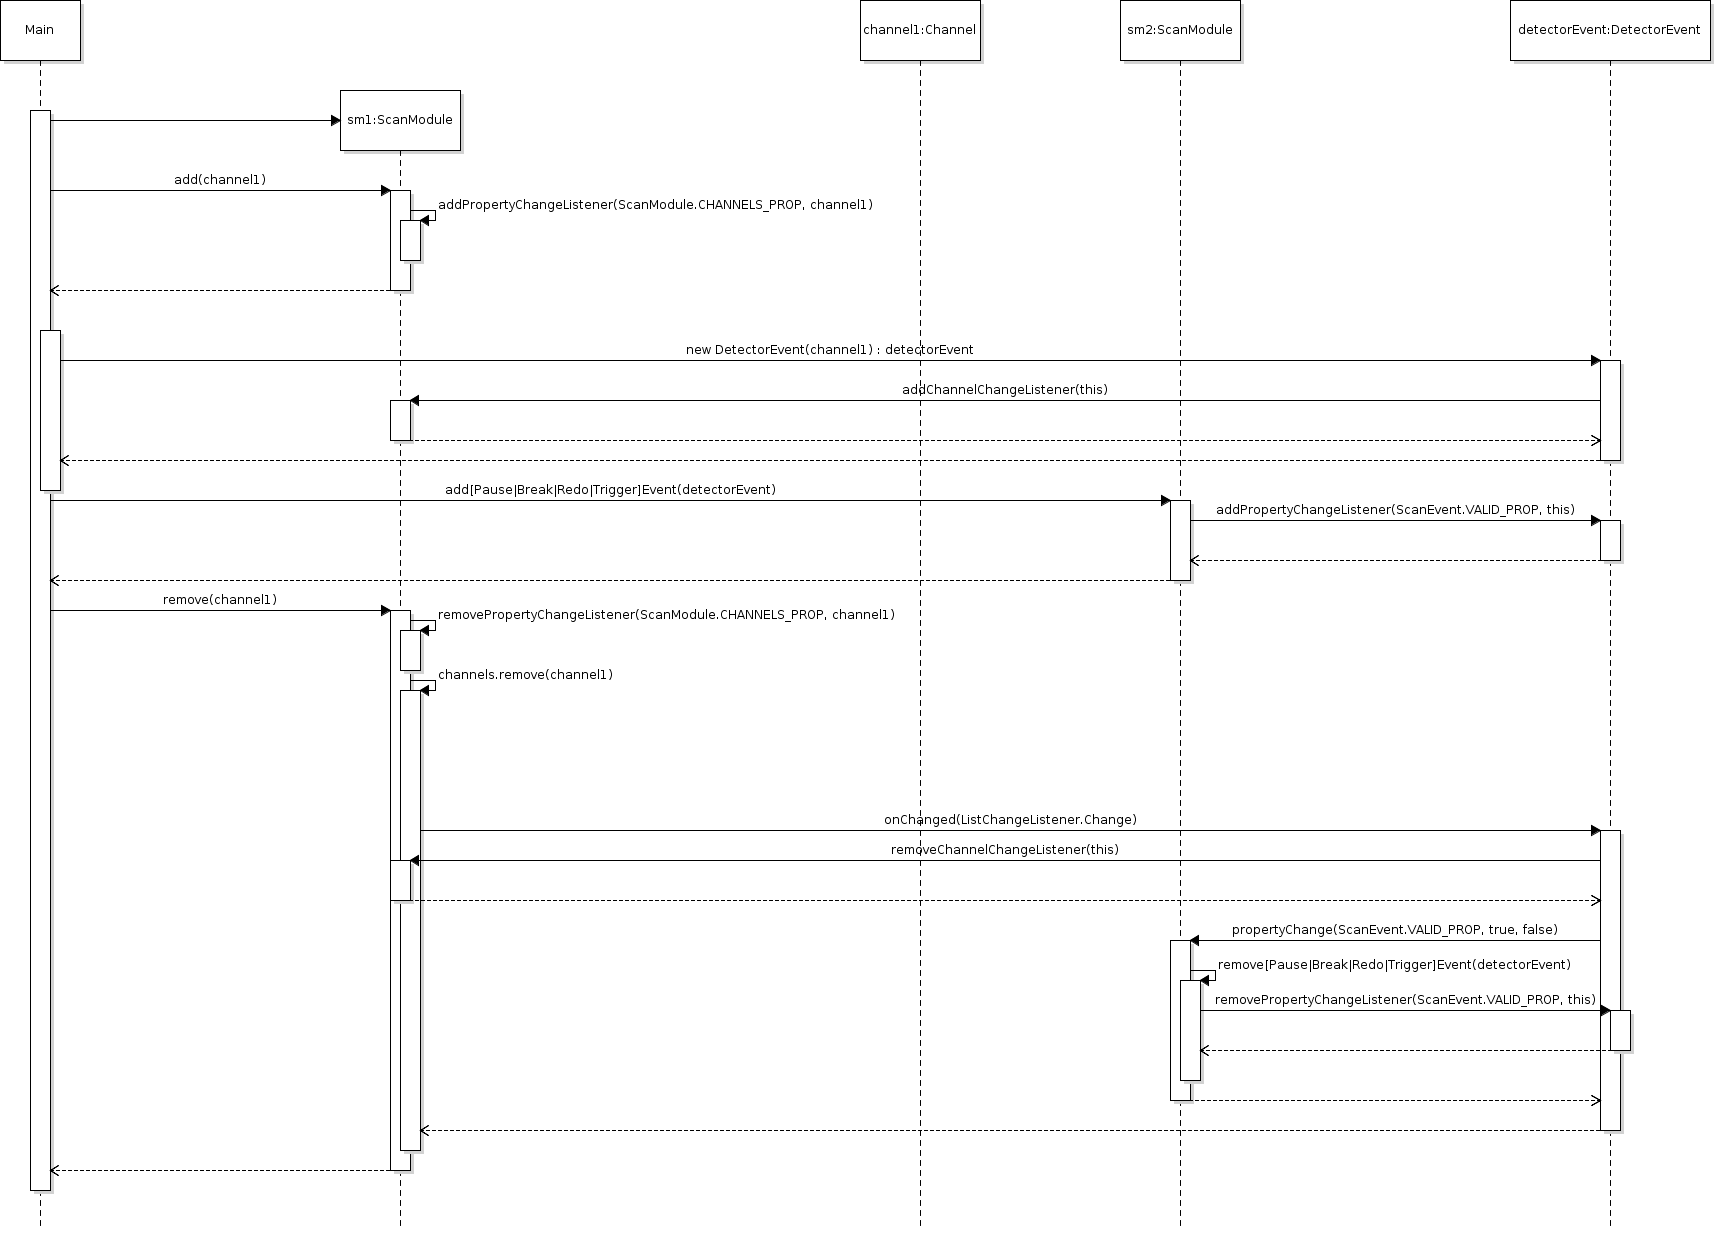 Main
channel1:Channel
sm2:ScanModule
detectorEvent:DetectorEvent
sm1:ScanModule
add(channel1)
addPropertyChangeListener(ScanModule.CHANNELS_PROP, channel1)
new DetectorEvent(channel1) : detectorEvent
addChannelChangeListener(this)
add[Pause|Break|Redo|Trigger]Event(detectorEvent)
addPropertyChangeListener(ScanEvent.VALID_PROP, this)
remove(channel1)
removePropertyChangeListener(ScanModule.CHANNELS_PROP, channel1)
channels.remove(channel1)
onChanged(ListChangeListener.Change)
removeChannelChangeListener(this)
propertyChange(ScanEvent.VALID_PROP, true, false)
remove[Pause|Break|Redo|Trigger]Event(detectorEvent)
removePropertyChangeListener(ScanEvent.VALID_PROP, this)